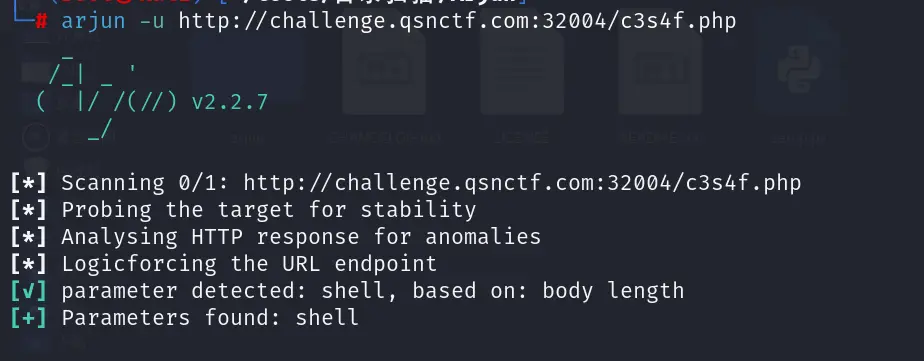 └─# arjun -u http://challenge.qsnctf.com:32004/c3s4f.php
    _
   /_| _ '
  (  |/ /(//) v2.2.7
      _/
[*] Scanning 0/1: http://challenge.qsnctf.com:32004/c3s4f.php
[*] Probing the target for stability
[*] Analysing HTTP response for anomalies
[*] Logicforcing the URL endpoint
[√] parameter detected: shell, based on: body length
[+] Parameters found: shell